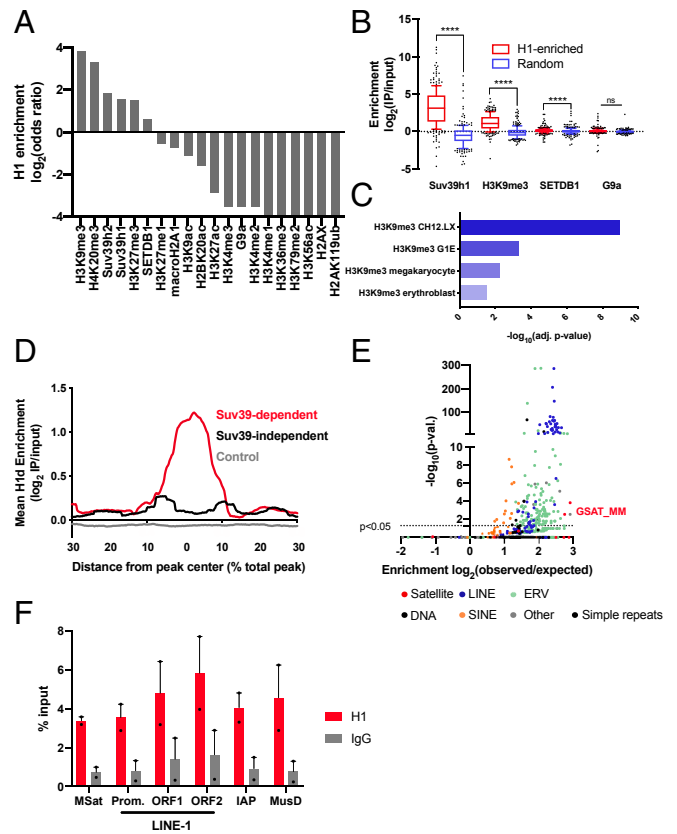 A
H1 enrichment
log2(odds ratio)
4
2
0
-2
-4
H3K9me3
H4K20me3
Suv39h2
Suv39h1
H3K27me3
SETDB1
H3K27me1
macroH2A1
H3K9ac
H2BK20ac
H3K27ac
H3K4me3
G9a
H3K4me2
H3K4me1
H3K36me3
H3K79me2
H3K56ac
H2AX
H2AK119ub
B
Enrichment
log2(IP/input)
15
10
5
0
-5
****
****
****
ns
H1-enriched
Random
Suv39h1
H3K9me3
SETDB1
G9a
C
H3K9me3 CH12.LX
H3K9me3 G1E
H3K9me3 megakaryocyte
H3K9me3 erythroblast
0
2
4
6
8
10
-log10(adj. p-value)
D
Mean H1d Enrichment
(log2 IP/input)
1.5
1.0
0.5
0.0
Suv39-dependent
Suv39-independent
Control
30
20
10
0
10
20
30
Distance from peak center (% total peak)
E
-log10(p-val.)
300
200
100
10
8
6
4
2
0
p<0.05
GSAT_MM
-2
-1
0
1
2
3
Enrichment log2(observed/expected)
Satellite
LINE
ERV
DNA
SINE
Other
Simple repeats
F
% input
8
6
4
2
0
H1
IgG
MSat
Prom.
ORF1
ORF2
IAP
MusD
LINE-1